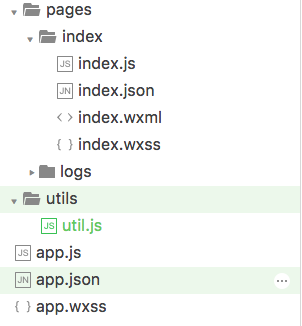 pages
index
JS index.js
JN index.json
<> index.wxml
{ } index.wxss
logs
utils
JS util.js
JS app.js
JN app.json
{ } app.wxss